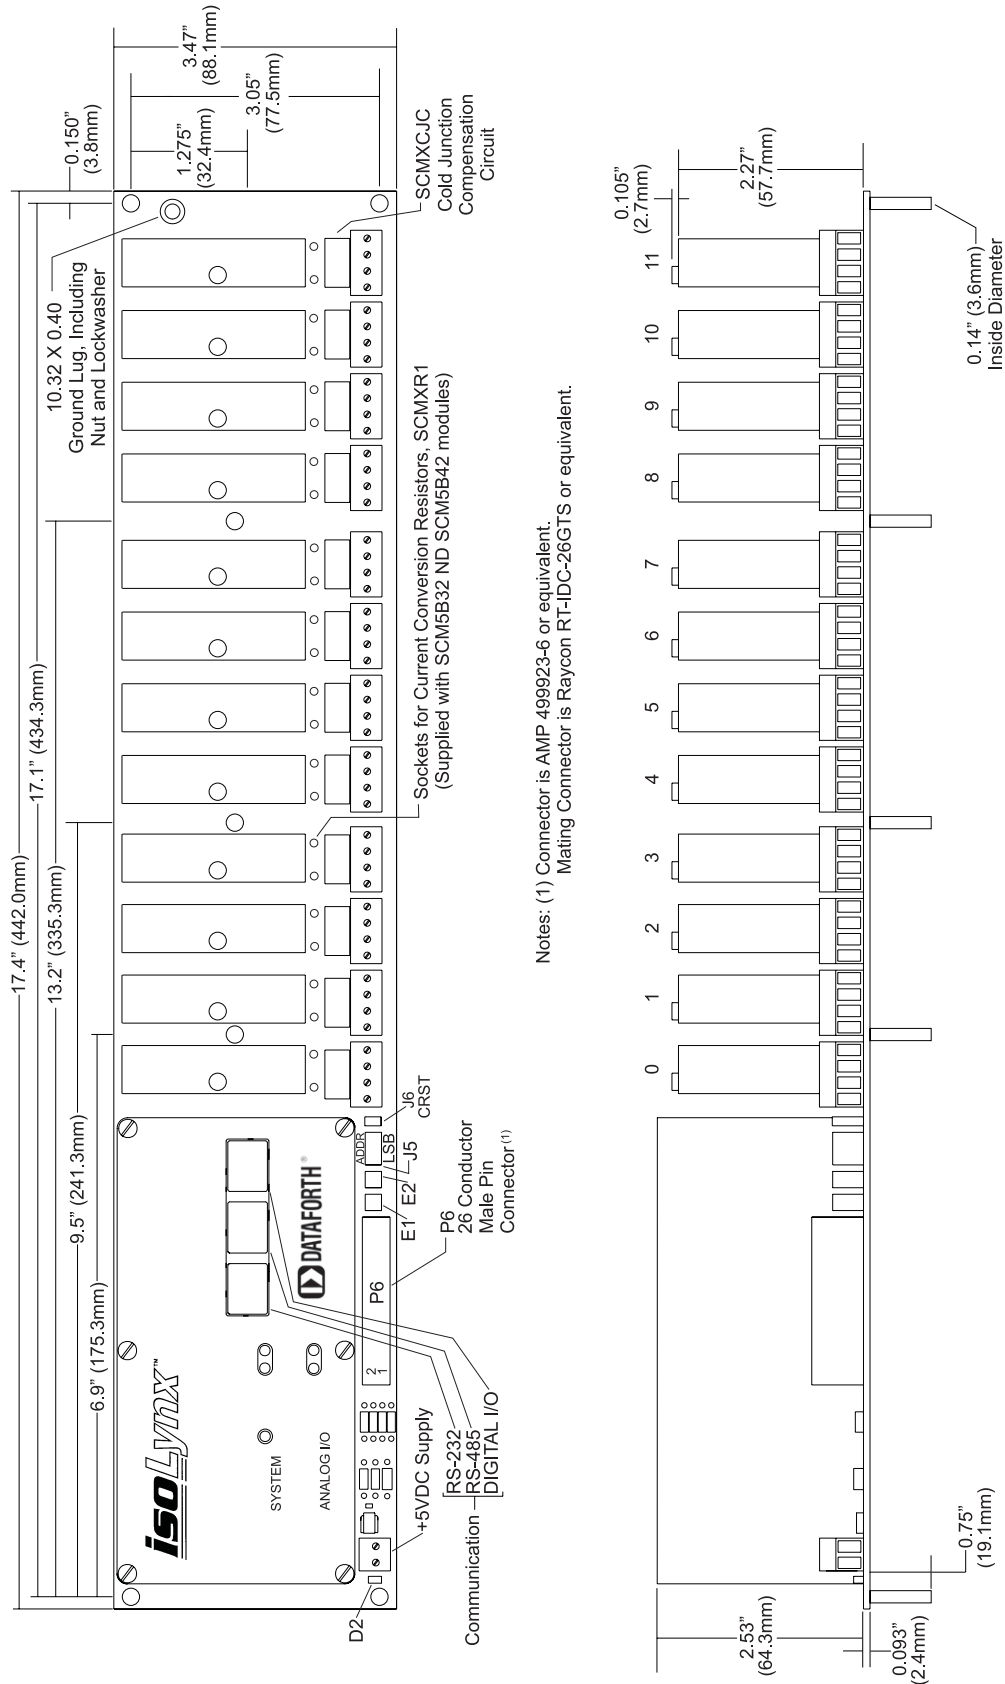 17.4" (442.0mm)
17.1" (434.3mm)
13.2" (335.3mm)
9.5" (241.3mm)
6.9" (175.3mm)
0.150"
(3.8mm)
10.32 X 0.40
Ground Lug, Including
Nut and Lockwasher
1.275"
(32.4mm)
3.05"
(77.5mm)
3.47"
(88.1mm)
isoLynx™
SYSTEM
ANALOG I/O
DATAFORTH®
2
1
P6
ADDR
LSB
D2
+5VDC Supply
Communication
RS-232
RS-485
DIGITAL I/O
P6
26 Conductor
Male Pin
Connector(1)
E1
E2
J5
J6
CRST
Sockets for Current Conversion Resistors, SCMXR1
(Supplied with SCM5B32 ND SCM5B42 modules)
SCMXCJC
Cold Junction
Compensation
Circuit
Notes: (1) Connector is AMP 499923-6 or equivalent.
Mating Connector is Raycon RT-IDC-26GTS or equivalent.
0 1 2 3 4 5 6 7 8 9 10 11
0.105"
(2.7mm)
2.27"
(57.7mm)
2.53"
(64.3mm)
0.093"
(2.4mm)
0.75"
(19.1mm)
0.14" (3.6mm)
Inside Diameter